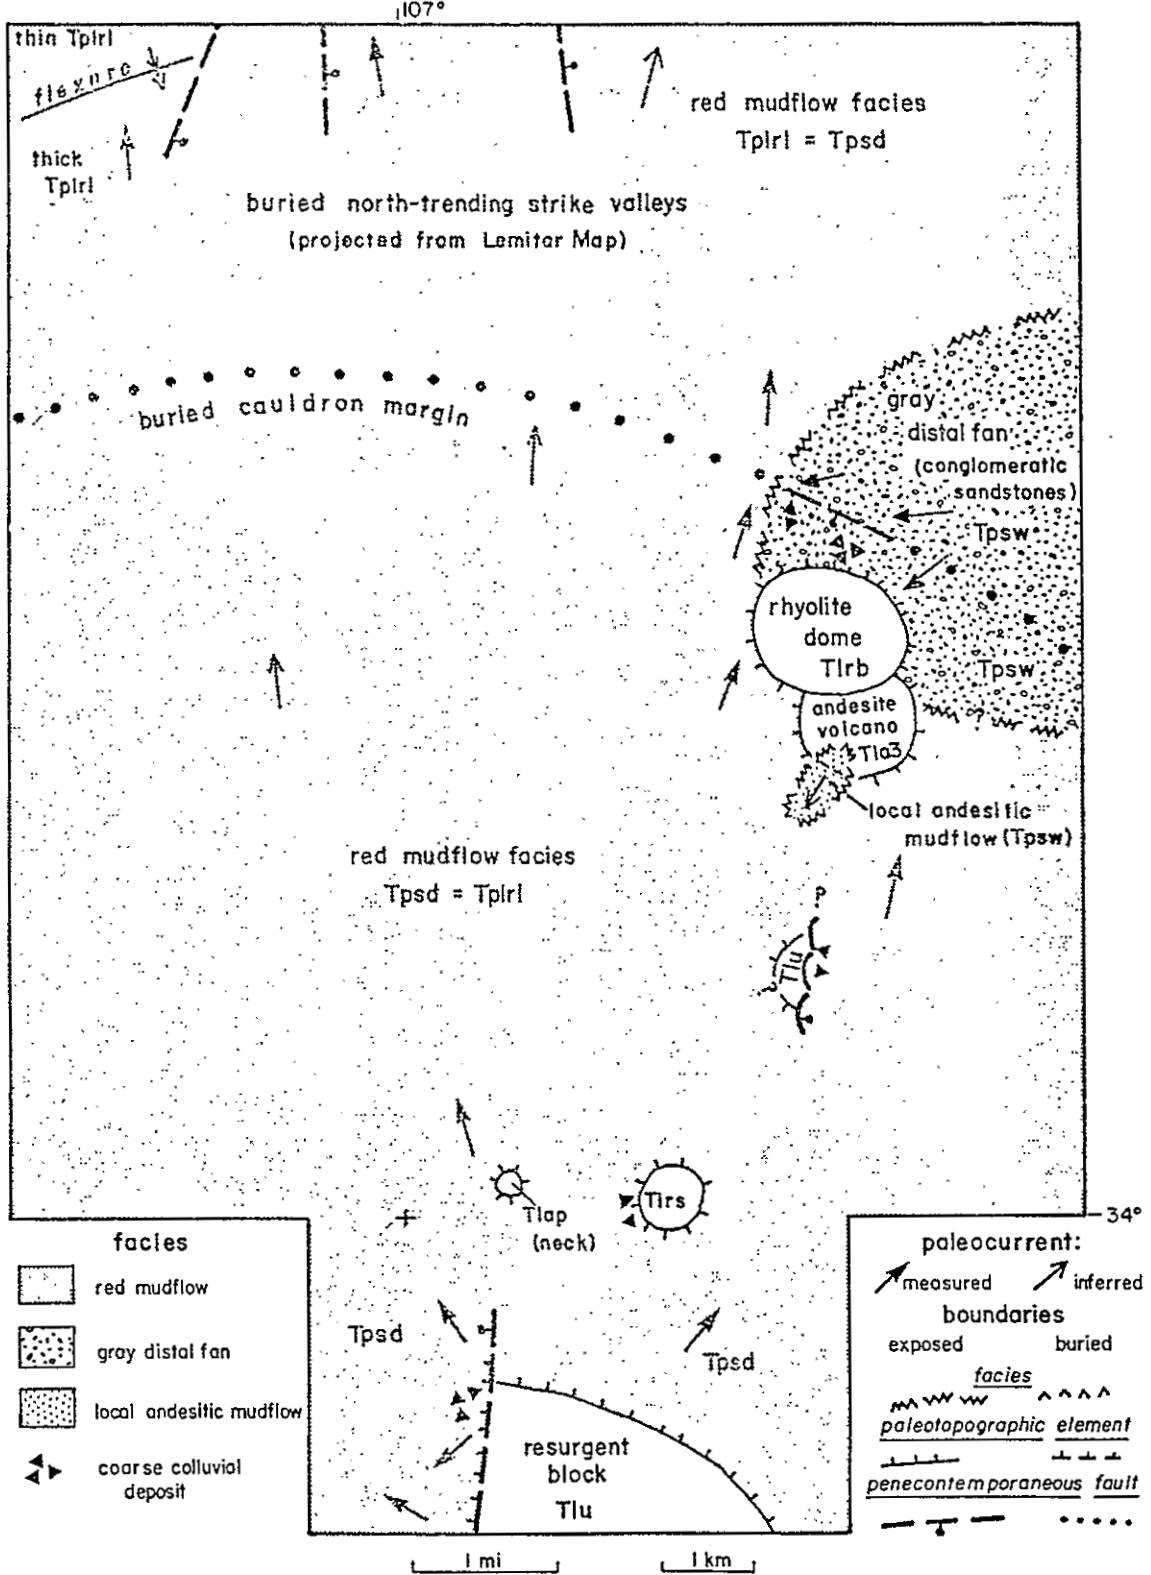 107°
thin Tplrl
flexure
thick
Tplrl
red mudflow facies
Tplrl = Tpsd
buried north-trending strike valleys
(projected from Lemitar Map)
buried cauldron margin
gray
distal fan
(conglomeratic
sandstones)
Tpsw
rhyolite
dome
Tlrb
Tpsw
andesite
volcano
Tla3
?
local andesitic
mudflow (Tpsw)
red mudflow facies
Tpsd = Tplrl
?
Tlu
?
Tlap
(neck)
Tlrs
34°
Tpsd
Tpsd
resurgent
block
Tlu
1 mi
1 km
facies
red mudflow
gray distal fan
local andesitic mudflow
coarse colluvial
deposit
paleocurrent:
measured inferred
boundaries
exposed buried
facies
paleotopographic element
penecontemporaneous fault